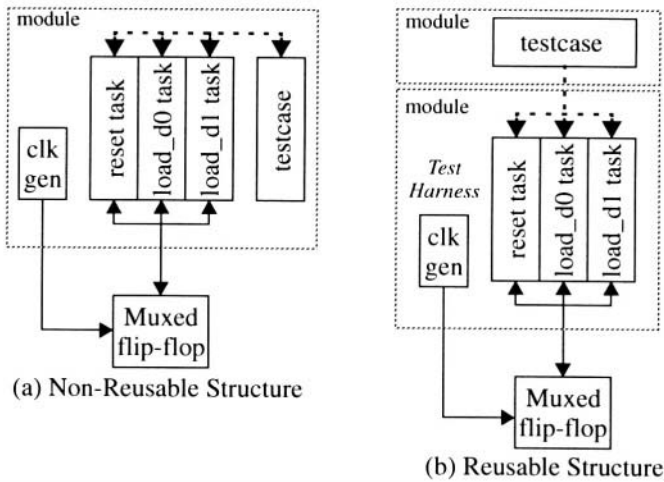 module
reset task
load_d0 task
load_d1 task
testcase
clk
gen
Muxed
flip-flop
(a) Non-Reusable Structure
module
testcase
module
Test
Harness
reset task
load_d0 task
load_d1 task
clk
gen
Muxed
flip-flop
(b) Reusable Structure